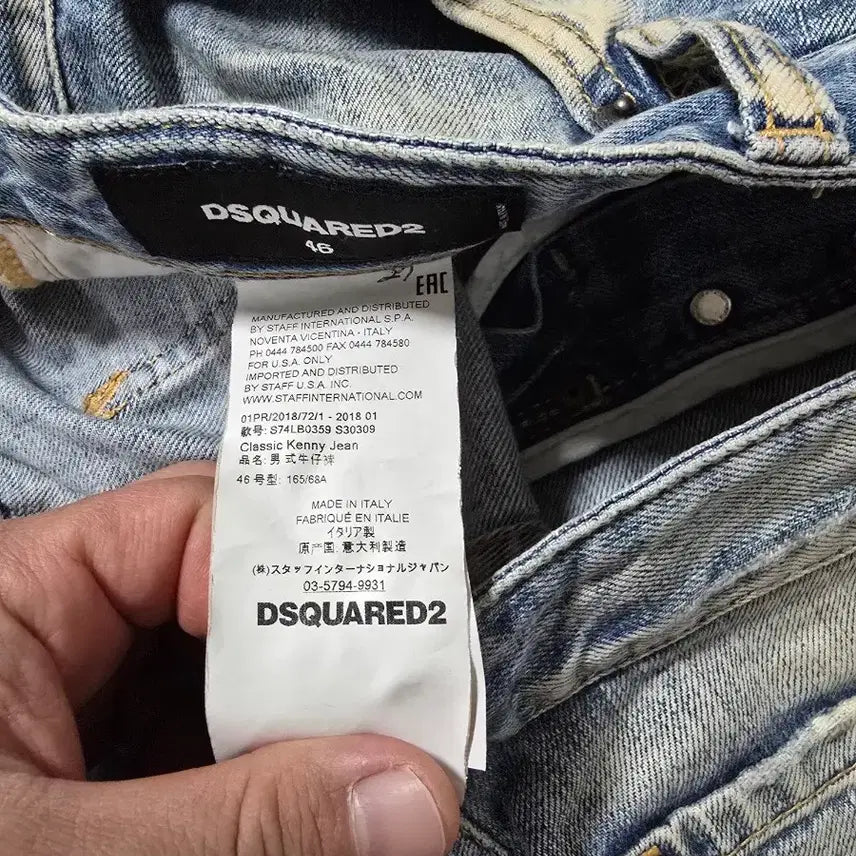 DSQUARED2
46
EAC
MANUFACTURED AND DISTRIBUTED
BY STAFF INTERNATIONAL S.P.A.
NOVENTA VICENTINA - ITALY
PH 0444 784500 FAX 0444 784580
FOR U.S.A. ONLY
IMPORTED AND DISTRIBUTED
BY STAFF U.S.A. INC.
WWW.STAFFINTERNATIONAL.COM
01PR/2018/72/1 - 2018 01
款号: S74LB0359 S30309
Classic Kenny Jean
品名: 男式牛仔裤
46 号型: 165/68A
MADE IN ITALY
FABRIQUÉ EN ITALIE
イタリア製
原产国: 意大利製造
(株)スタッフインターナショナルジャパン
03-5794-9931
DSQUARED2